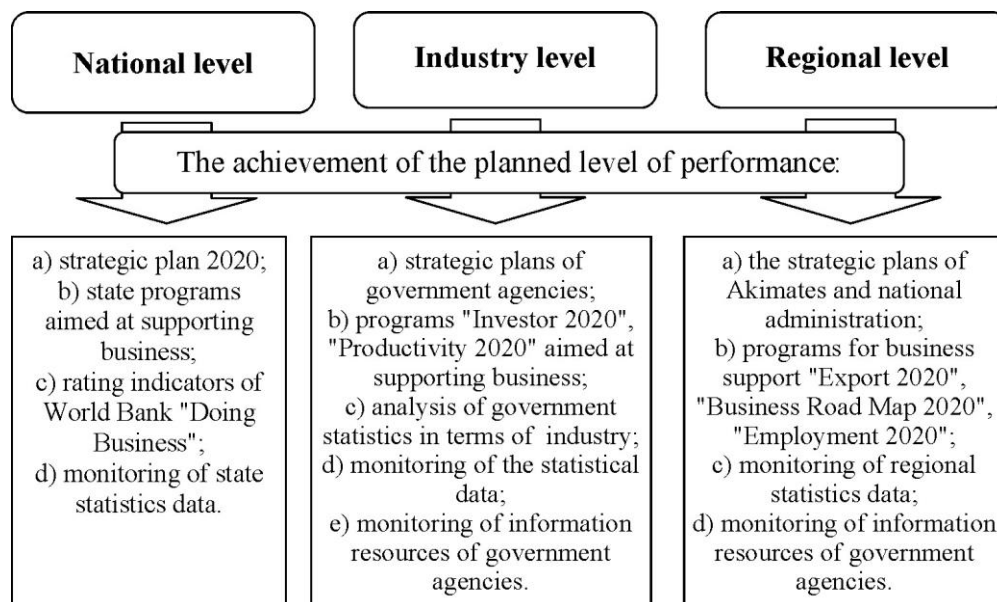 National level
Industry level
Regional level
The achievement of the planned level of performance:
a) strategic plan 2020;
b) state programs
aimed at supporting
business;
c) rating indicators of
World Bank "Doing
Business";
d) monitoring of state
statistics data.
a) strategic plans of
government agencies;
b) programs "Investor 2020",
"Productivity 2020" aimed at
supporting business;
c) analysis of government
statistics in terms of industry;
d) monitoring of the statistical
data;
e) monitoring of information
resources of government
agencies.
a) the strategic plans of
Akimates and national
administration;
b) programs for business
support "Export 2020",
"Business Road Map 2020",
"Employment 2020";
c) monitoring of regional
statistics data;
d) monitoring of information
resources of government
agencies.